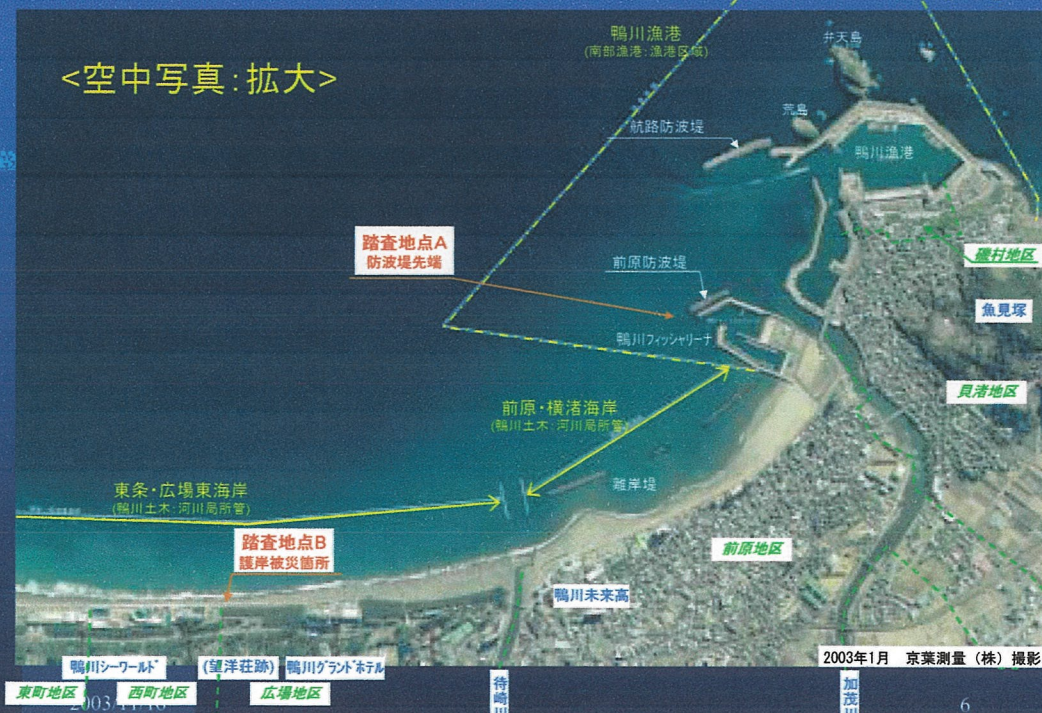 鴨川漁港
(南部漁港:漁港区域)
弁天島
<空中写真:拡大>
荒島
航路防波堤
鴨川漁港
踏査地点A
防波堤先端
前原防波堤
磯村地区
魚見塚
鴨川フィッシャリーナ
貝渚地区
前原・横渚海岸
(鴨川土木:河川局所管)
東条・広場東海岸
(鴨川土木:河川局所管)
離岸堤
踏査地点B
護岸被災箇所
前原地区
鴨川未来高
2003年1月 京葉測量(株)撮影
鴨川シーワールド
(望洋荘跡)
鴨川グランドホテル
東町地区
西町地区
広場地区
待崎川
加茂川
6